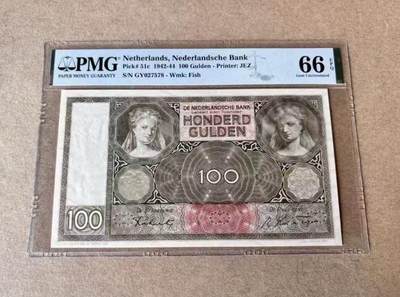 PMG
PAPER MONEY GUARANTY
Netherlands, Nederlandsche Bank
Pick# 51c 1942-44 100 Gulden - Printer: JEZ
S/N GY027578 - Wmk: Fish
66 EPQ
Gem Uncirculated
DE NEDERLANDSCHE BANK
HONDERD
GULDEN
100
100